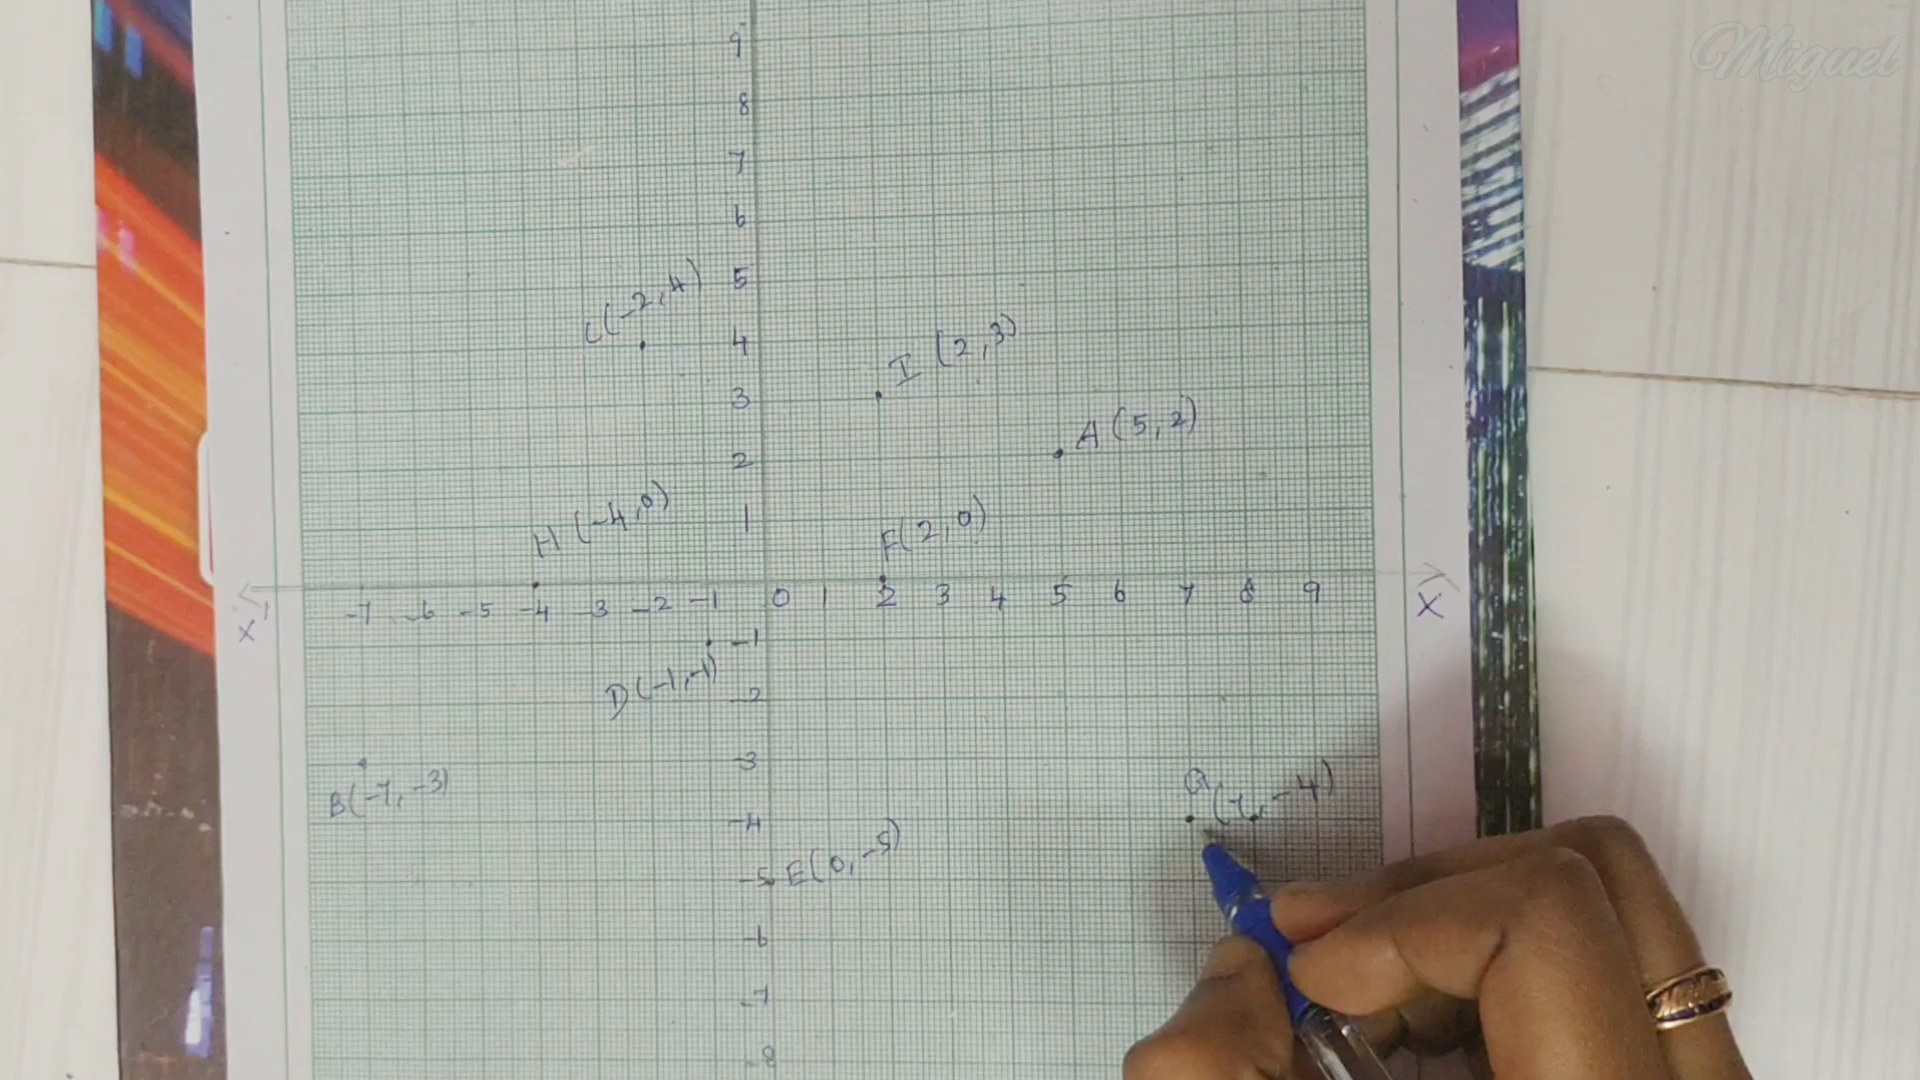 Miguel
9
8
7
6
C(-2,4) 5
4
I (2,3)
3
A(5,2)
2
H(-4,0) 1 F(2,0)
-7 -6 -5 -4 -3 -2 -1 0 1 2 3 4 5 6 7 8 9
X' X
-1
D(-1,-1)
-2
-3
B(-7,-3) G(7,-4)
-4
-5 E(0,-5)
-6
-7
-8